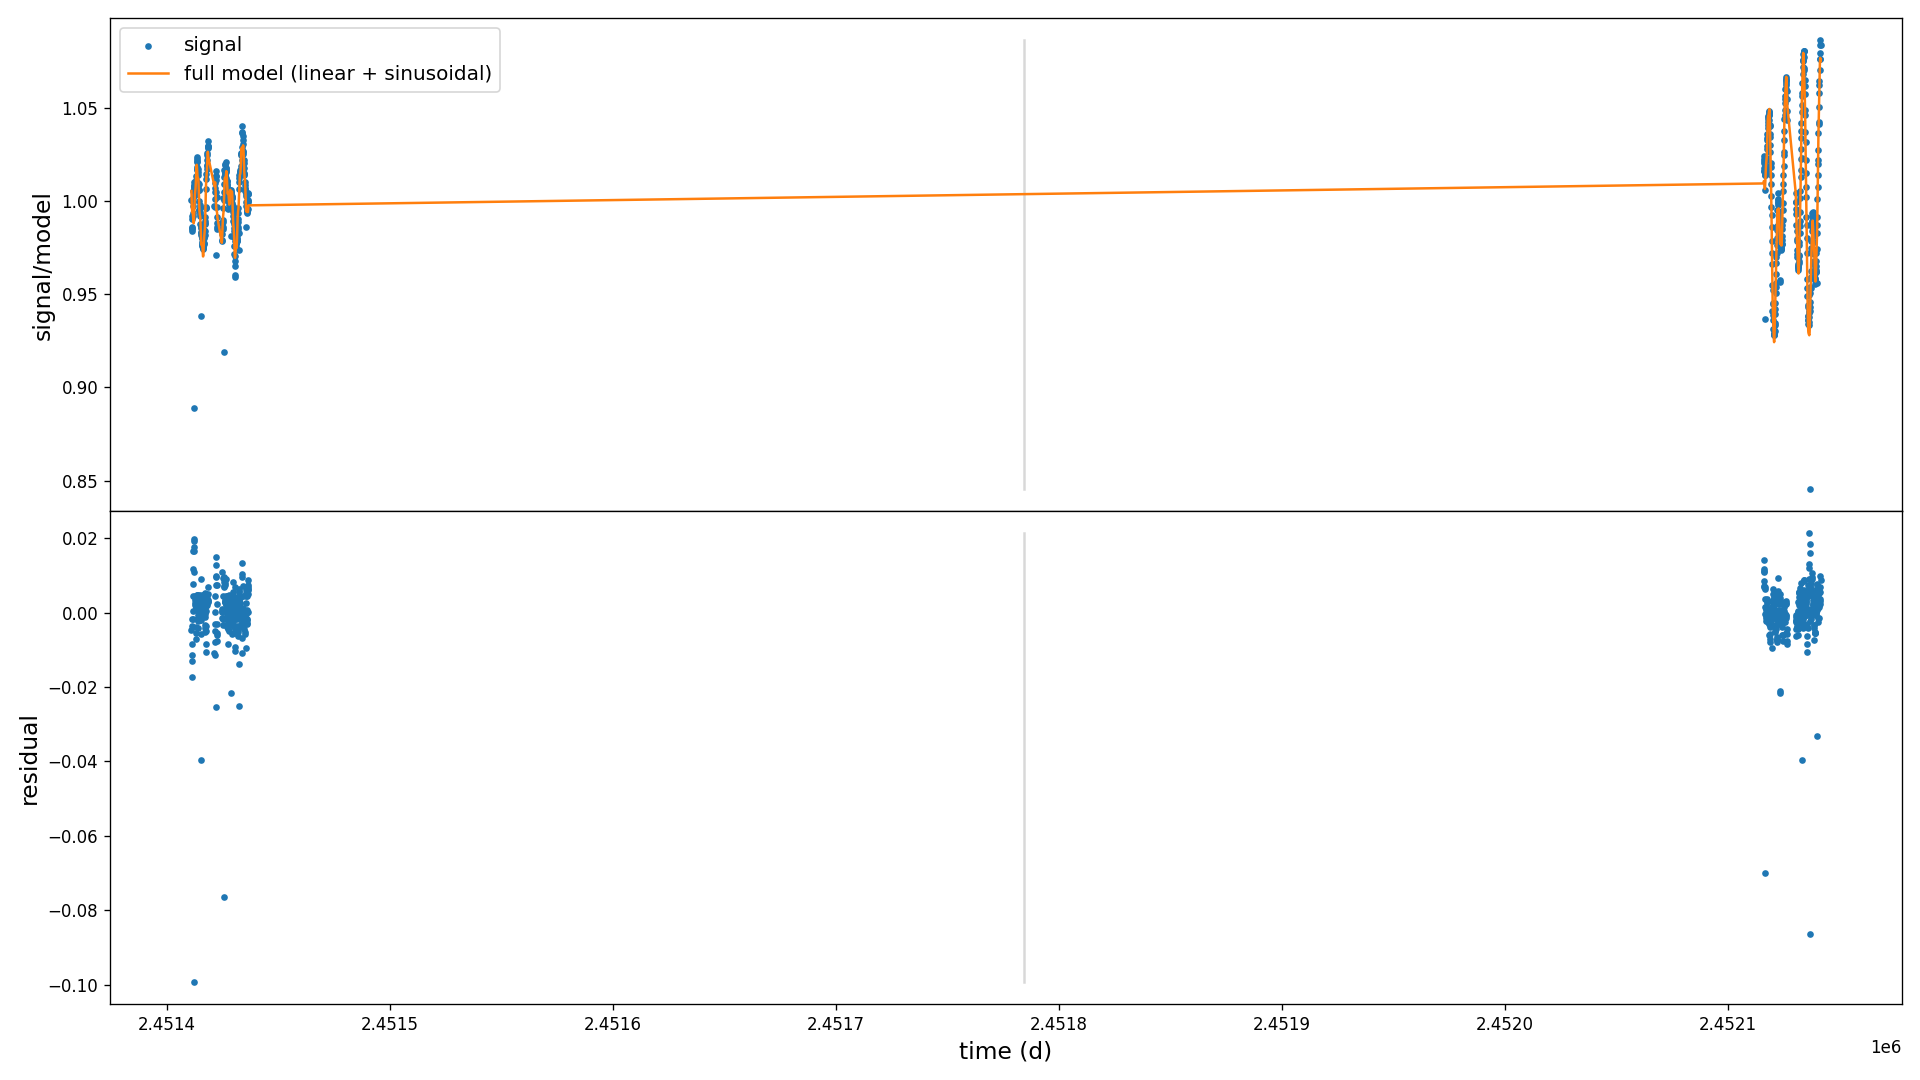 signal
full model (linear + sinusoidal)
signal/model
1.05
1.00
0.95
0.90
0.85
residual
0.02
0.00
−0.02
−0.04
−0.06
−0.08
−0.10
2.4514 2.4515 2.4516 2.4517 2.4518 2.4519 2.4520 2.4521
1e6
time (d)